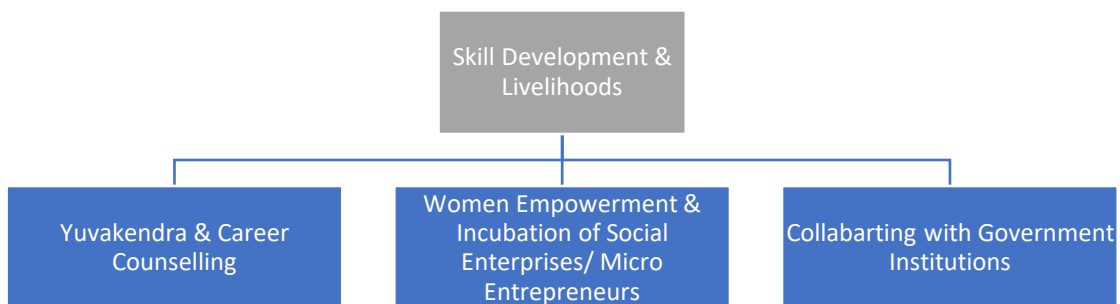 Skill Development &
Livelihoods
Yuvakendra & Career
Counselling
Women Empowerment &
Incubation of Social
Enterprises/ Micro
Entrepreneurs
Collabarting with Government
Institutions